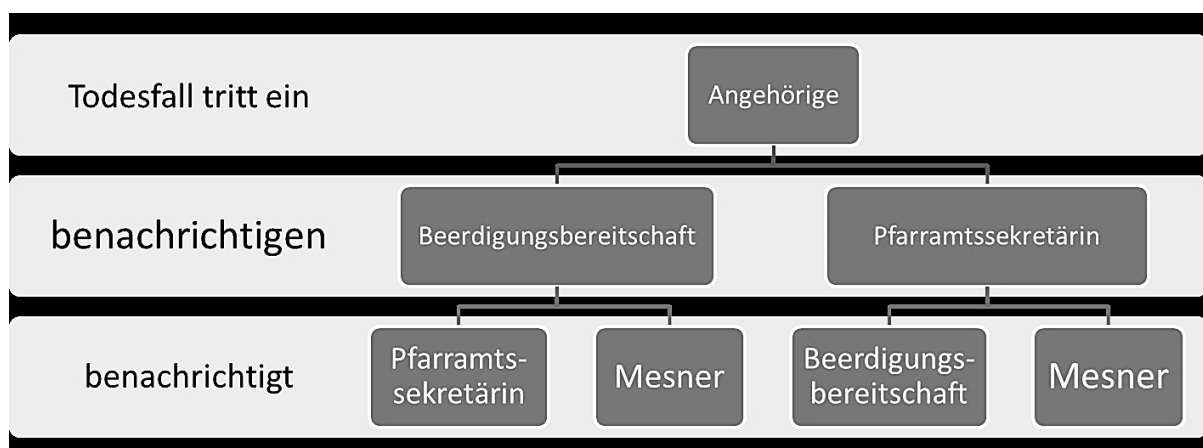 Todesfall tritt ein
Angehörige
benachrichtigen
Beerdigungsbereitschaft
Pfarramtssekretärin
benachrichtigt
Pfarramts-
sekretärin
Mesner
Beerdigungs-
bereitschaft
Mesner